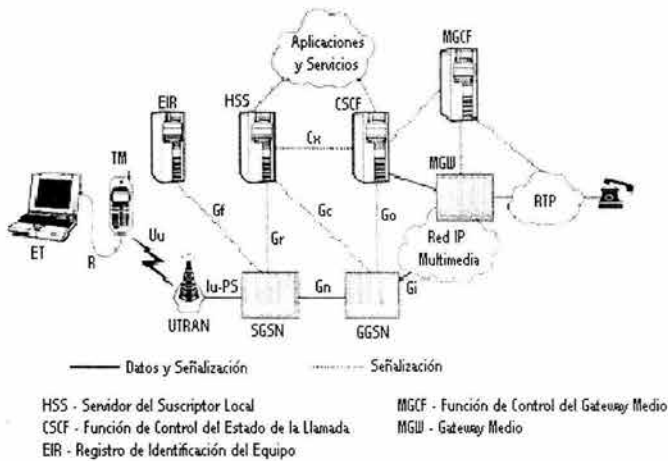 Aplicaciones
y Servicios
MGCF
EIR
HSS
CSCF
Cx
TM
MGW
RTP
Gf
Gc
Go
Gr
Red IP
Multimedia
ET
R
Uu
Iu-PS
Gn
Gi
UTRAN
SGSN
GGSN
Datos y Señalización
Señalización
HSS - Servidor del Suscriptor Local
CSCF - Función de Control del Estado de la Llamada
EIR - Registro de Identificación del Equipo
MGCF - Función de Control del Gateway Medio
MGW - Gateway Medio